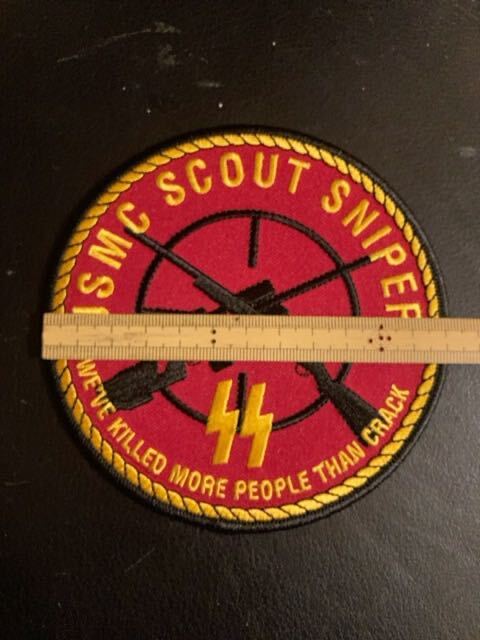 USMC SCOUT SNIPER
SS
WE'VE KILLED MORE PEOPLE THAN CRACK